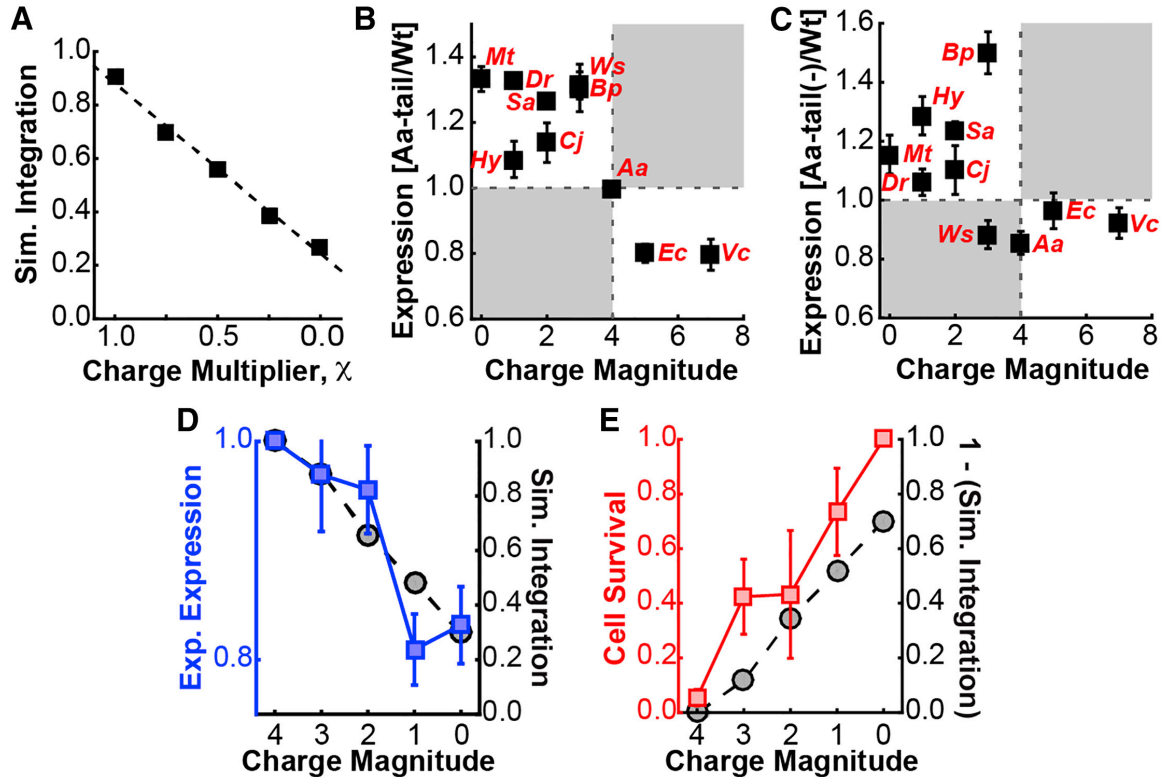 A
Sim. Integration
1.0
0.8
0.6
0.4
0.2
0.0
1.0 0.5 0.0
Charge Multiplier, χ
B
Expression [Aa-tail/Wt]
1.4
1.2
1.0
0.8
0.6
Mt
Dr
Ws
Bp
Sa
Hy
Cj
Aa
Ec
Vc
0 2 4 6 8
Charge Magnitude
C
Expression [Aa-tail(-)/Wt]
1.6
1.4
1.2
1.0
0.8
0.6
Bp
Hy
Sa
Mt
Cj
Dr
Ws
Aa
Ec
Vc
0 2 4 6 8
Charge Magnitude
D
Exp. Expression
1.0
0.8
Sim. Integration
1.0
0.8
0.6
0.4
0.2
0.0
4 3 2 1 0
Charge Magnitude
E
Cell Survival
1.0
0.8
0.6
0.4
0.2
0.0
1 - (Sim. Integration)
1.0
0.8
0.6
0.4
0.2
0.0
4 3 2 1 0
Charge Magnitude